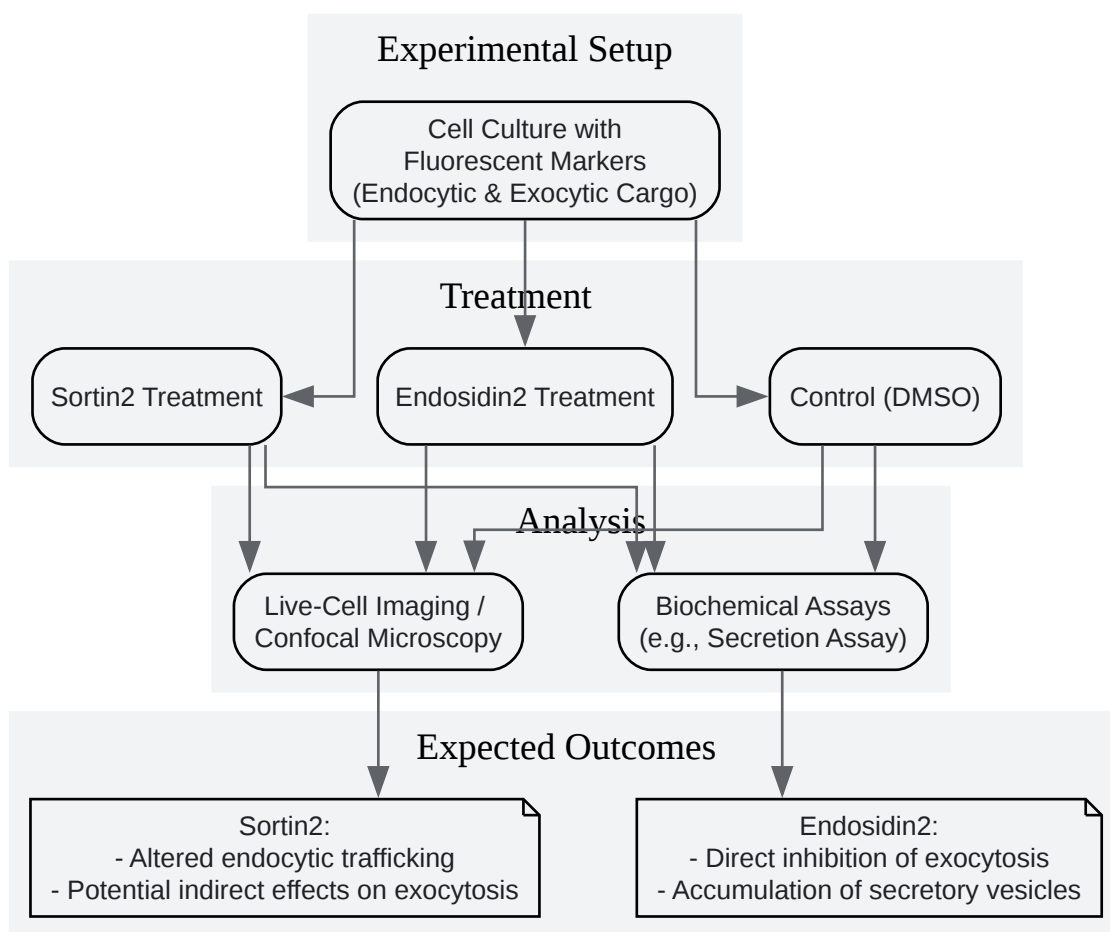 Experimental Setup
Cell Culture with
Fluorescent Markers
(Endocytic & Exocytic Cargo)
Treatment
Sortin2 Treatment
Endosidin2 Treatment
Control (DMSO)
Analysis
Live-Cell Imaging /
Confocal Microscopy
Biochemical Assays
(e.g., Secretion Assay)
Expected Outcomes
Sortin2:
- Altered endocytic trafficking
- Potential indirect effects on exocytosis
Endosidin2:
- Direct inhibition of exocytosis
- Accumulation of secretory vesicles